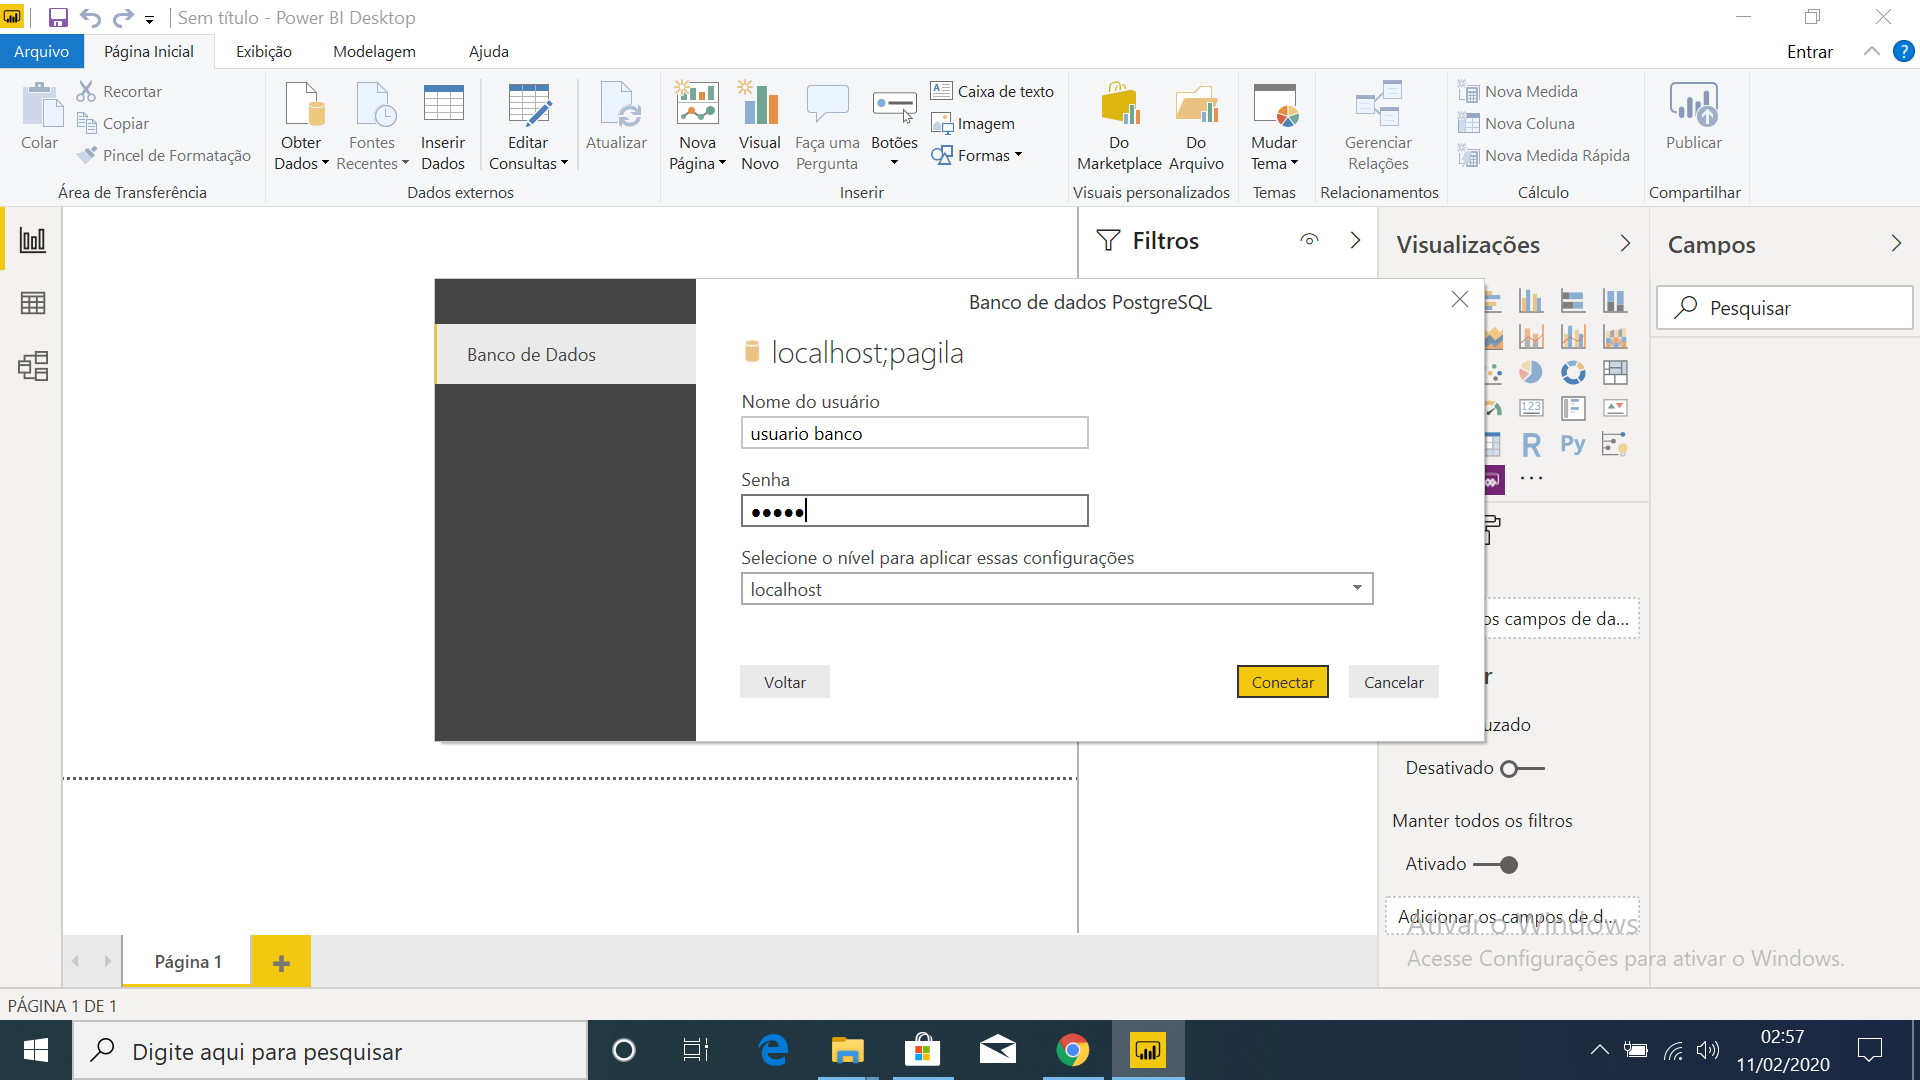 Sem título - Power BI Desktop
Arquivo
Página Inicial
Exibição
Modelagem
Ajuda
Entrar
?
Colar
Recortar
Copiar
Pincel de Formatação
Área de Transferência
Obter Dados
Fontes Recentes
Inserir Dados
Editar Consultas
Atualizar
Dados externos
Nova Página
Visual Novo
Faça uma Pergunta
Botões
Caixa de texto
Imagem
Formas
Inserir
Do Marketplace
Do Arquivo
Visuais personalizados
Mudar Tema
Temas
Gerenciar Relações
Relacionamentos
Nova Medida
Nova Coluna
Nova Medida Rápida
Cálculo
Publicar
Compartilhar
Filtros
Visualizações
Campos
Pesquisar
Banco de dados PostgreSQL
Banco de Dados
localhost;pagila
Nome do usuário
usuario banco
Senha
•••••
Selecione o nível para aplicar essas configurações
localhost
Voltar
Conectar
Cancelar
123
R
Py
...
os campos de da...
r
uzado
Desativado
Manter todos os filtros
Ativado
Adicionar os campos de d...
Ativar o Windows
Acesse Configurações para ativar o Windows.
Página 1
PÁGINA 1 DE 1
Digite aqui para pesquisar
02:57
11/02/2020